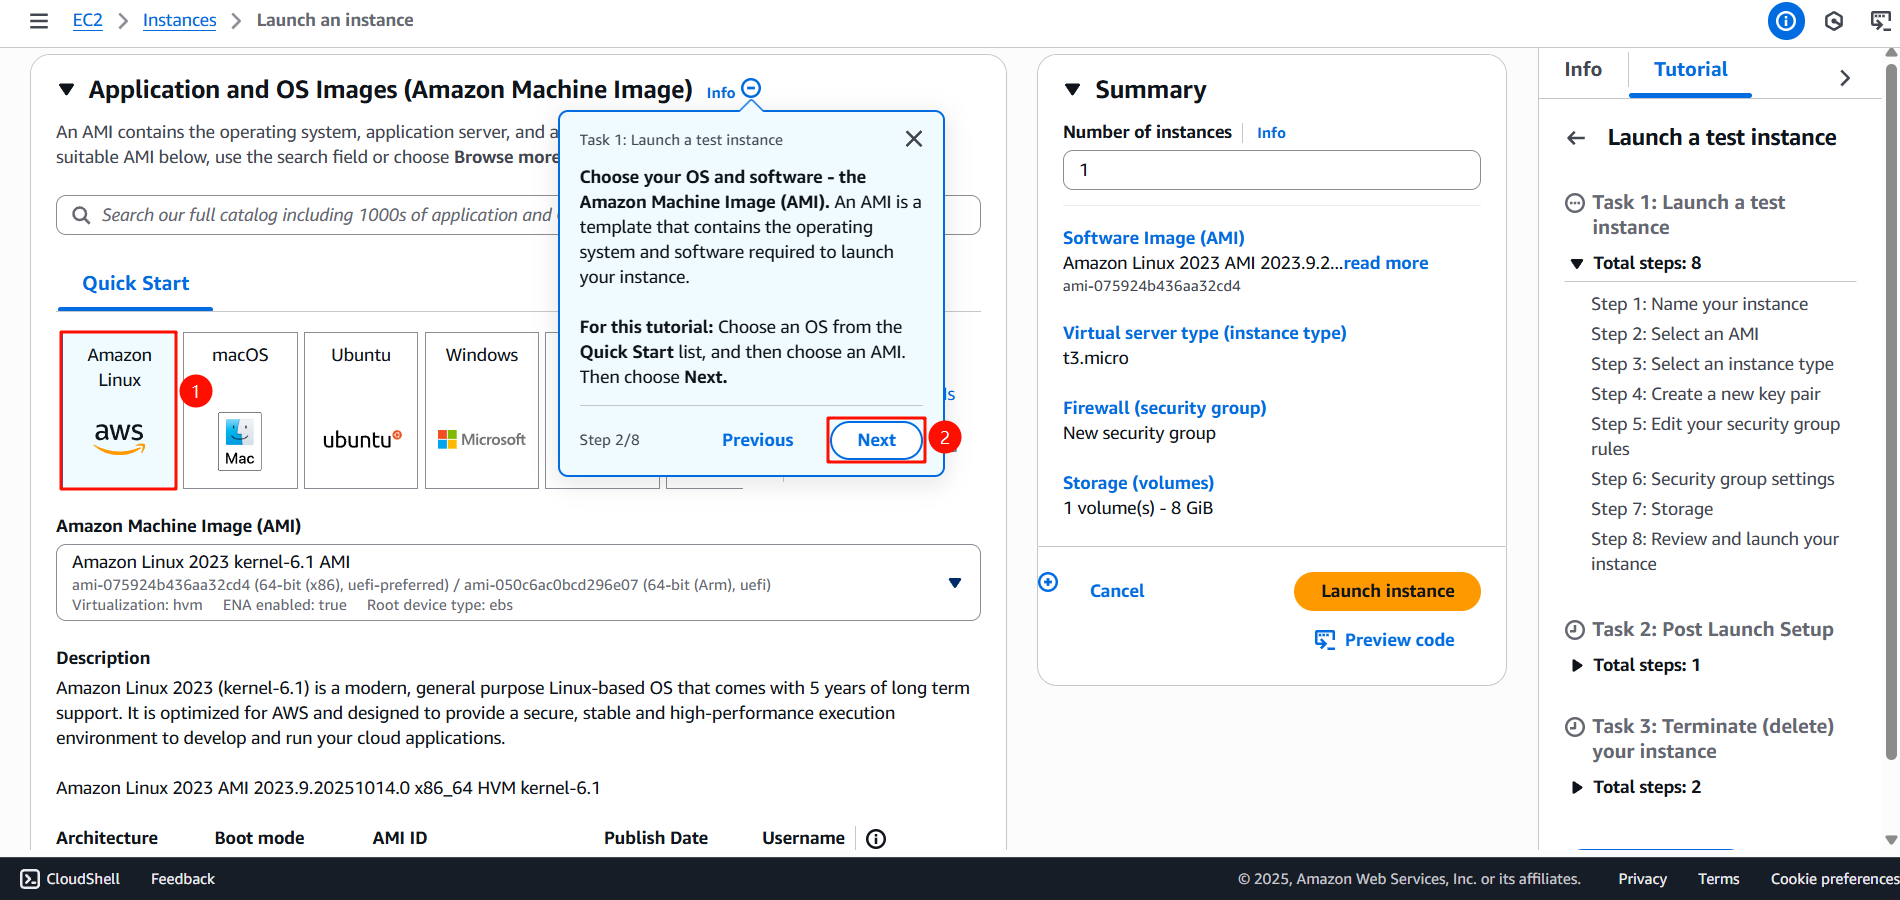 EC2 > Instances > Launch an instance
Application and OS Images (Amazon Machine Image) Info
An AMI contains the operating system, application server, and a
suitable AMI below, use the search field or choose Browse more
Search our full catalog including 1000s of application and
Quick Start
Amazon
Linux
aws
macOS
Mac
Ubuntu
ubuntu
Windows
Microsoft
1
Task 1: Launch a test instance
Choose your OS and software - the
Amazon Machine Image (AMI). An AMI is a
template that contains the operating
system and software required to launch
your instance.
For this tutorial: Choose an OS from the
Quick Start list, and then choose an AMI.
Then choose Next.
Step 2/8 Previous Next
2
Amazon Machine Image (AMI)
Amazon Linux 2023 kernel-6.1 AMI
ami-075924b436aa32cd4 (64-bit (x86), uefi-preferred) / ami-050c6ac0bcd296e07 (64-bit (Arm), uefi)
Virtualization: hvm ENA enabled: true Root device type: ebs
Description
Amazon Linux 2023 (kernel-6.1) is a modern, general purpose Linux-based OS that comes with 5 years of long term
support. It is optimized for AWS and designed to provide a secure, stable and high-performance execution
environment to develop and run your cloud applications.
Amazon Linux 2023 AMI 2023.9.20251014.0 x86_64 HVM kernel-6.1
Architecture Boot mode AMI ID Publish Date Username
Summary
Number of instances Info
1
Software Image (AMI)
Amazon Linux 2023 AMI 2023.9.2...read more
ami-075924b436aa32cd4
Virtual server type (instance type)
t3.micro
Firewall (security group)
New security group
Storage (volumes)
1 volume(s) - 8 GiB
Cancel Launch instance
Preview code
Info Tutorial
Launch a test instance
Task 1: Launch a test
instance
Total steps: 8
Step 1: Name your instance
Step 2: Select an AMI
Step 3: Select an instance type
Step 4: Create a new key pair
Step 5: Edit your security group
rules
Step 6: Security group settings
Step 7: Storage
Step 8: Review and launch your
instance
Task 2: Post Launch Setup
Total steps: 1
Task 3: Terminate (delete)
your instance
Total steps: 2
CloudShell Feedback © 2025, Amazon Web Services, Inc. or its affiliates. Privacy Terms Cookie preferences